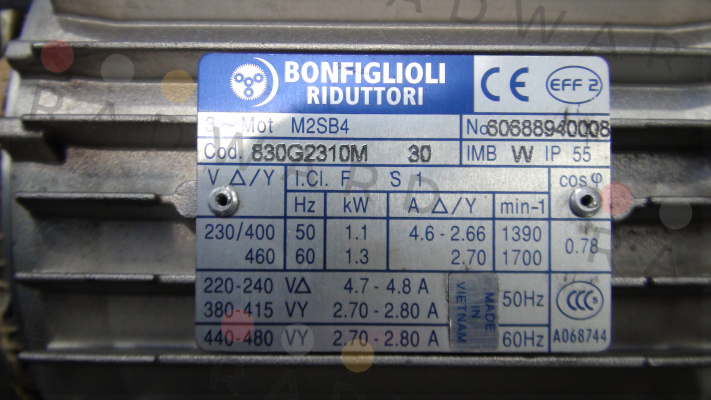 BONFIGLIOLI
RIDUTTORI
CE EFF 2
3 ~ Mot M2SB4 No 60688940008
Cod. 830G2310M 30 IMB W IP 55
V Δ/Y I.Cl. F S 1 cos φ
Hz kW A Δ/Y min-1
230/400 50 1.1 4.6 - 2.66 1390 0.78
460 60 1.3 2.70 1700
220-240 VΔ 4.7 - 4.8 A 50Hz
380-415 VY 2.70 - 2.80 A
440-480 VY 2.70 - 2.80 A 60Hz
MADE
IN
VIETNAM
CCC S
A068744